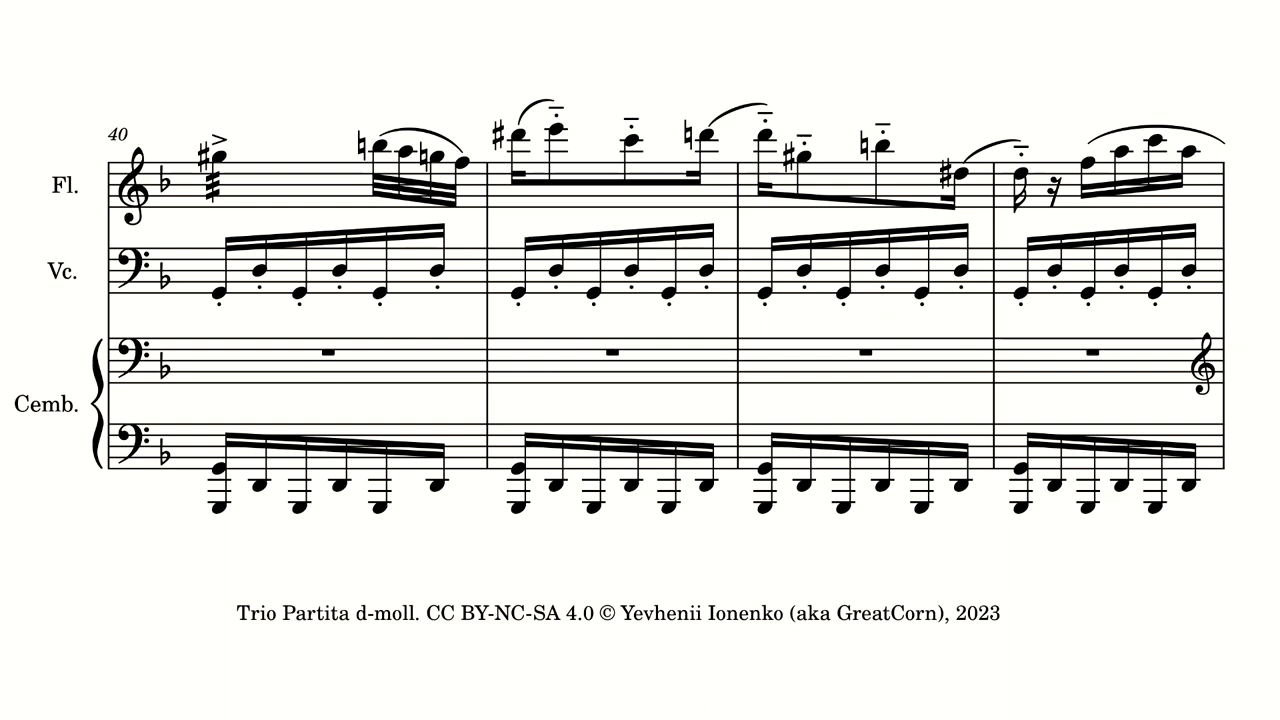 40
Fl.
Vc.
Cemb.
Trio Partita d-moll. CC BY-NC-SA 4.0 © Yevhenii Ionenko (aka GreatCorn), 2023